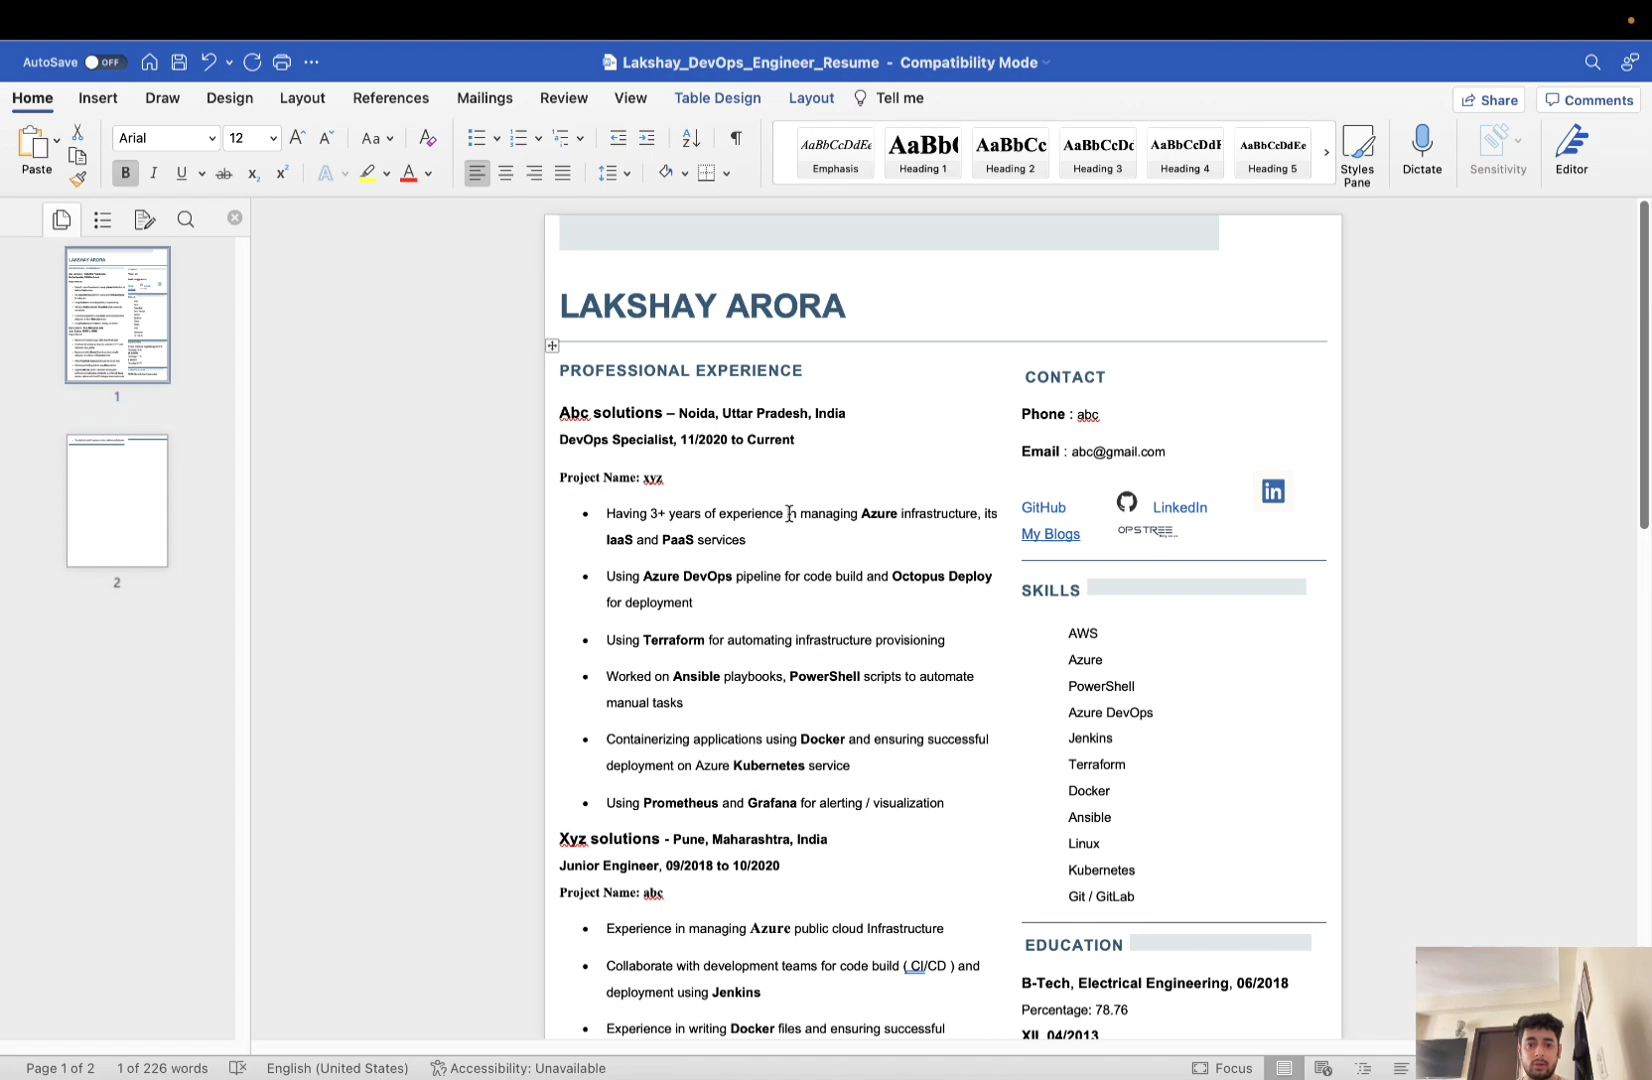 AutoSave OFF
Lakshay_DevOps_Engineer_Resume - Compatibility Mode
Home Insert Draw Design Layout References Mailings Review View Table Design Layout Tell me
Share Comments
Paste
Arial 12
Aa
AaBbCcDdEe AaBb( AaBbCc AaBbCcDc AaBbCcDdE AaBbCcDdEe
Emphasis Heading 1 Heading 2 Heading 3 Heading 4 Heading 5
Styles Pane
Dictate
Sensitivity
Editor
1
2
LAKSHAY ARORA
PROFESSIONAL EXPERIENCE
Abc solutions – Noida, Uttar Pradesh, India
DevOps Specialist, 11/2020 to Current
Project Name: xyz
• Having 3+ years of experience in managing Azure infrastructure, its
IaaS and PaaS services
• Using Azure DevOps pipeline for code build and Octopus Deploy
for deployment
• Using Terraform for automating infrastructure provisioning
• Worked on Ansible playbooks, PowerShell scripts to automate
manual tasks
• Containerizing applications using Docker and ensuring successful
deployment on Azure Kubernetes service
• Using Prometheus and Grafana for alerting / visualization
Xyz solutions - Pune, Maharashtra, India
Junior Engineer, 09/2018 to 10/2020
Project Name: abc
• Experience in managing Azure public cloud Infrastructure
• Collaborate with development teams for code build ( CI/CD ) and
deployment using Jenkins
• Experience in writing Docker files and ensuring successful
CONTACT
Phone : abc
Email : abc@gmail.com
GitHub LinkedIn in
My Blogs OPSTREE
SKILLS
AWS
Azure
PowerShell
Azure DevOps
Jenkins
Terraform
Docker
Ansible
Linux
Kubernetes
Git / GitLab
EDUCATION
B-Tech, Electrical Engineering, 06/2018
Percentage: 78.76
XII, 04/2013
Page 1 of 2 1 of 226 words English (United States) Accessibility: Unavailable Focus